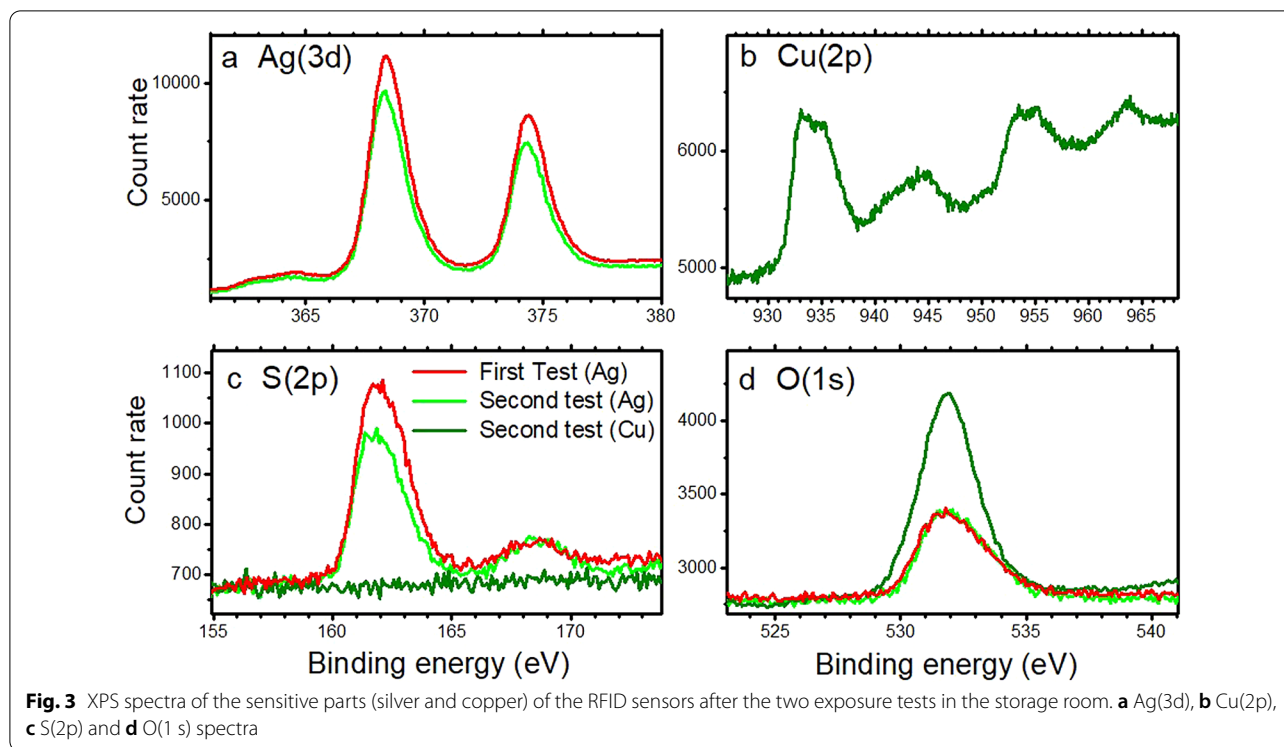 a Ag(3d)
Count rate
10000
5000
365 370 375 380
b Cu(2p)
6000
5000
930 935 940 945 950 955 960 965
c S(2p)
Count rate
1100
1000
900
800
700
155 160 165 170
Binding energy (eV)
First Test (Ag)
Second test (Ag)
Second test (Cu)
d O(1s)
4000
3500
3000
525 530 535 540
Binding energy (eV)
Fig. 3 XPS spectra of the sensitive parts (silver and copper) of the RFID sensors after the two exposure tests in the storage room. a Ag(3d), b Cu(2p),
c S(2p) and d O(1 s) spectra